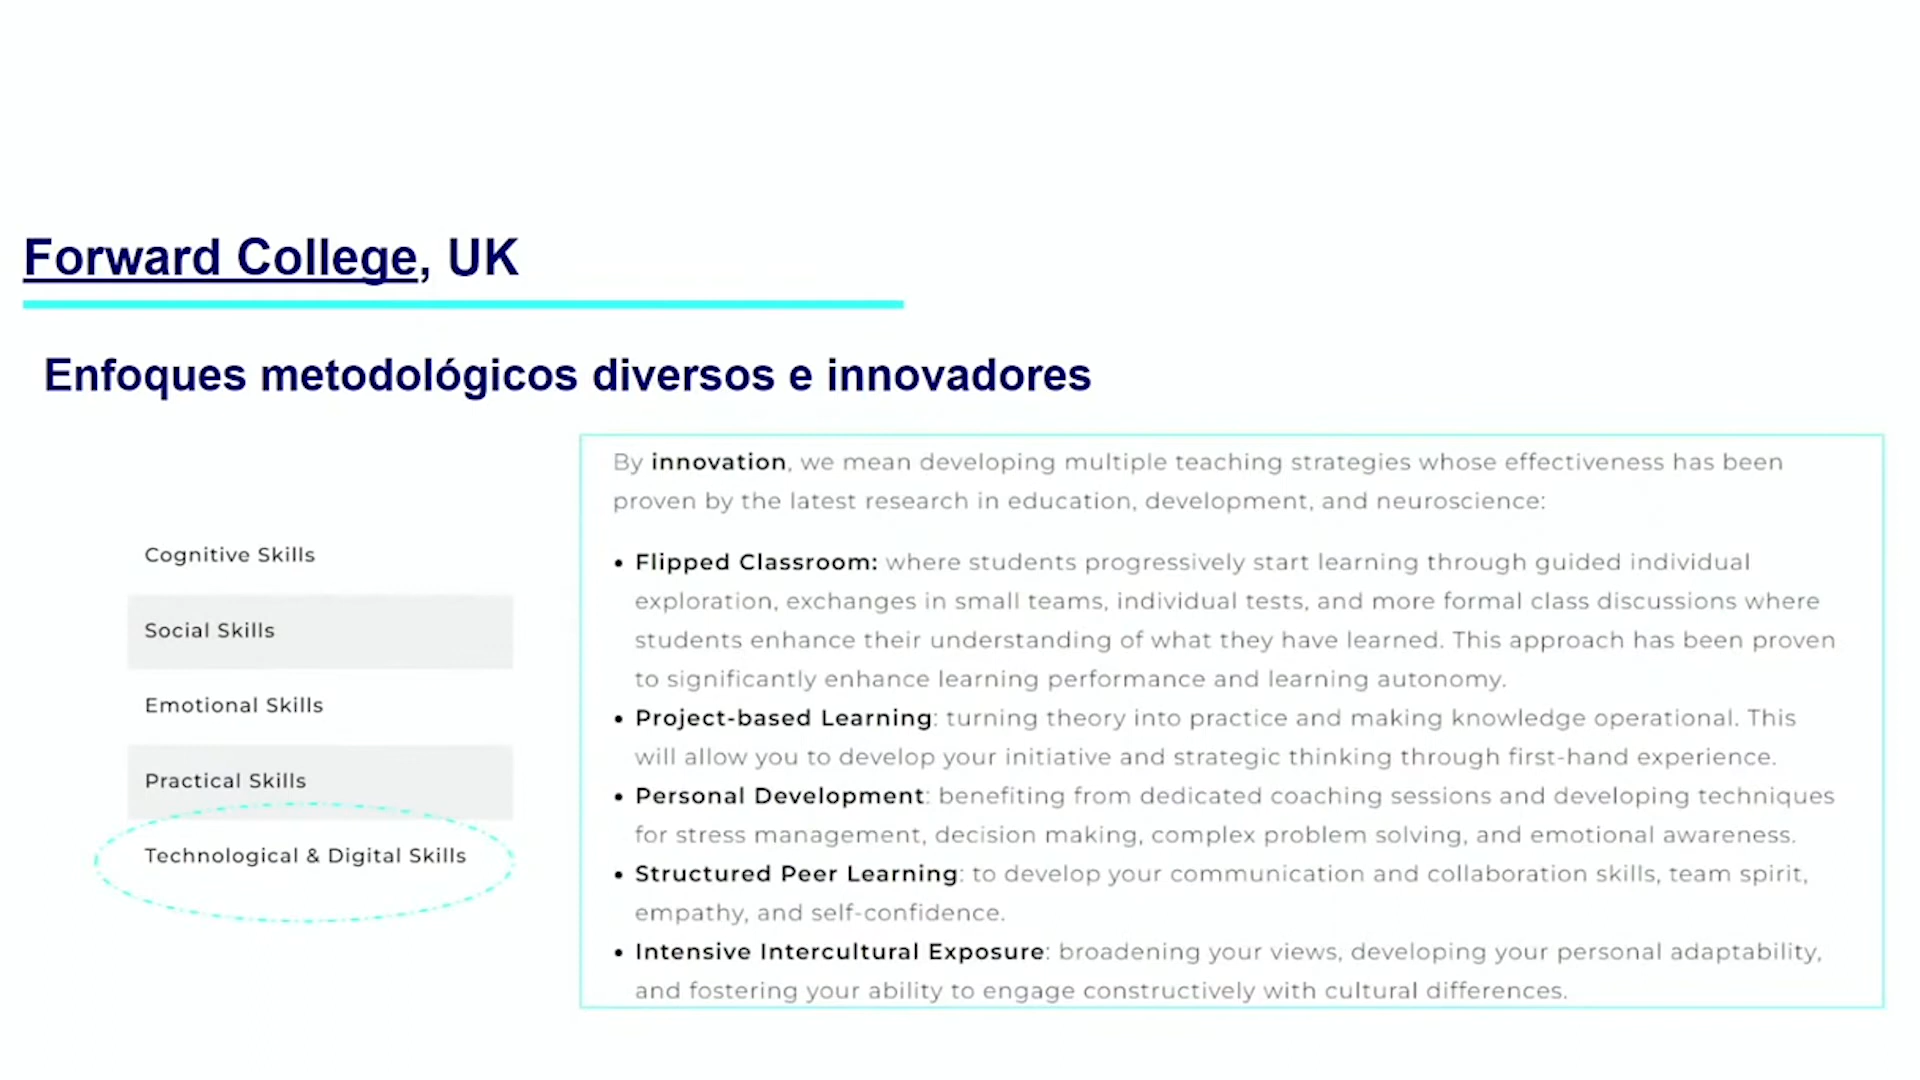 Forward College, UK
Enfoques metodológicos diversos e innovadores
Cognitive Skills
Social Skills
Emotional Skills
Practical Skills
Technological & Digital Skills
By innovation, we mean developing multiple teaching strategies whose effectiveness has been
proven by the latest research in education, development, and neuroscience:
• Flipped Classroom: where students progressively start learning through guided individual
exploration, exchanges in small teams, individual tests, and more formal class discussions where
students enhance their understanding of what they have learned. This approach has been proven
to significantly enhance learning performance and learning autonomy.
• Project-based Learning: turning theory into practice and making knowledge operational. This
will allow you to develop your initiative and strategic thinking through first-hand experience.
• Personal Development: benefiting from dedicated coaching sessions and developing techniques
for stress management, decision making, complex problem solving, and emotional awareness.
• Structured Peer Learning: to develop your communication and collaboration skills, team spirit,
empathy, and self-confidence.
• Intensive Intercultural Exposure: broadening your views, developing your personal adaptability,
and fostering your ability to engage constructively with cultural differences.